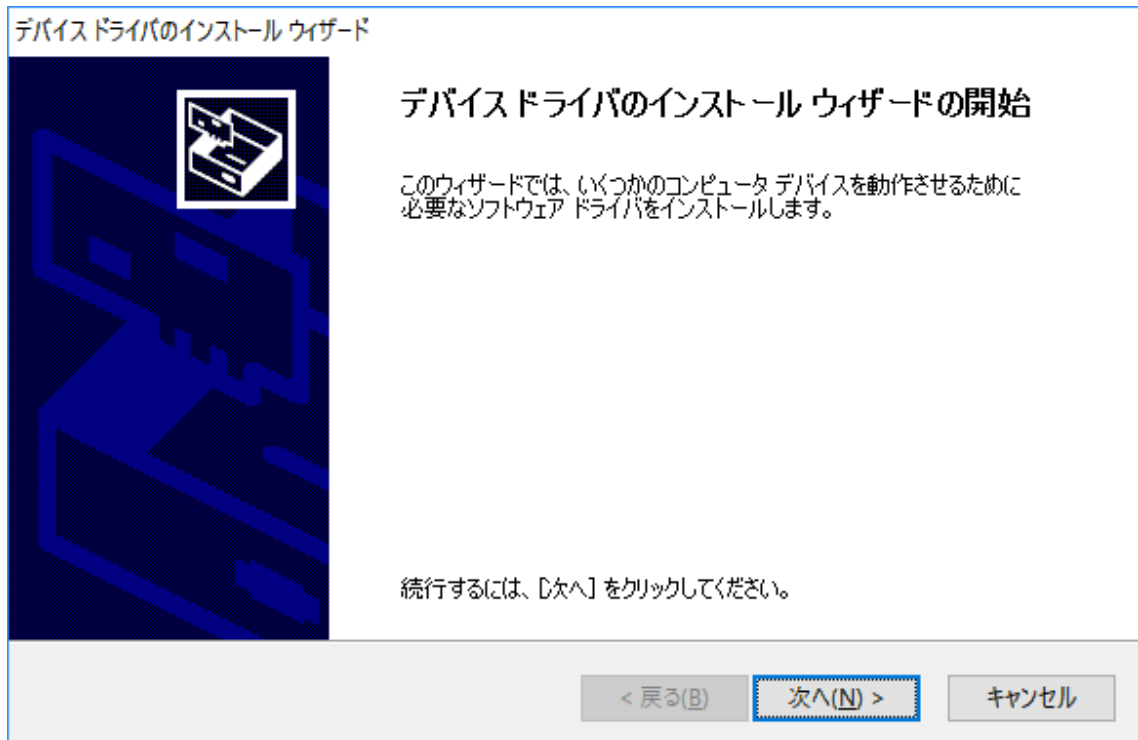 デバイス ドライバのインストール ウィザード
デバイス ドライバのインストール ウィザードの開始
このウィザードでは、いくつかのコンピュータ デバイスを動作させるために
必要なソフトウェア ドライバをインストールします。
続行するには、[次へ] をクリックしてください。
< 戻る(B) 次へ(N) > キャンセル